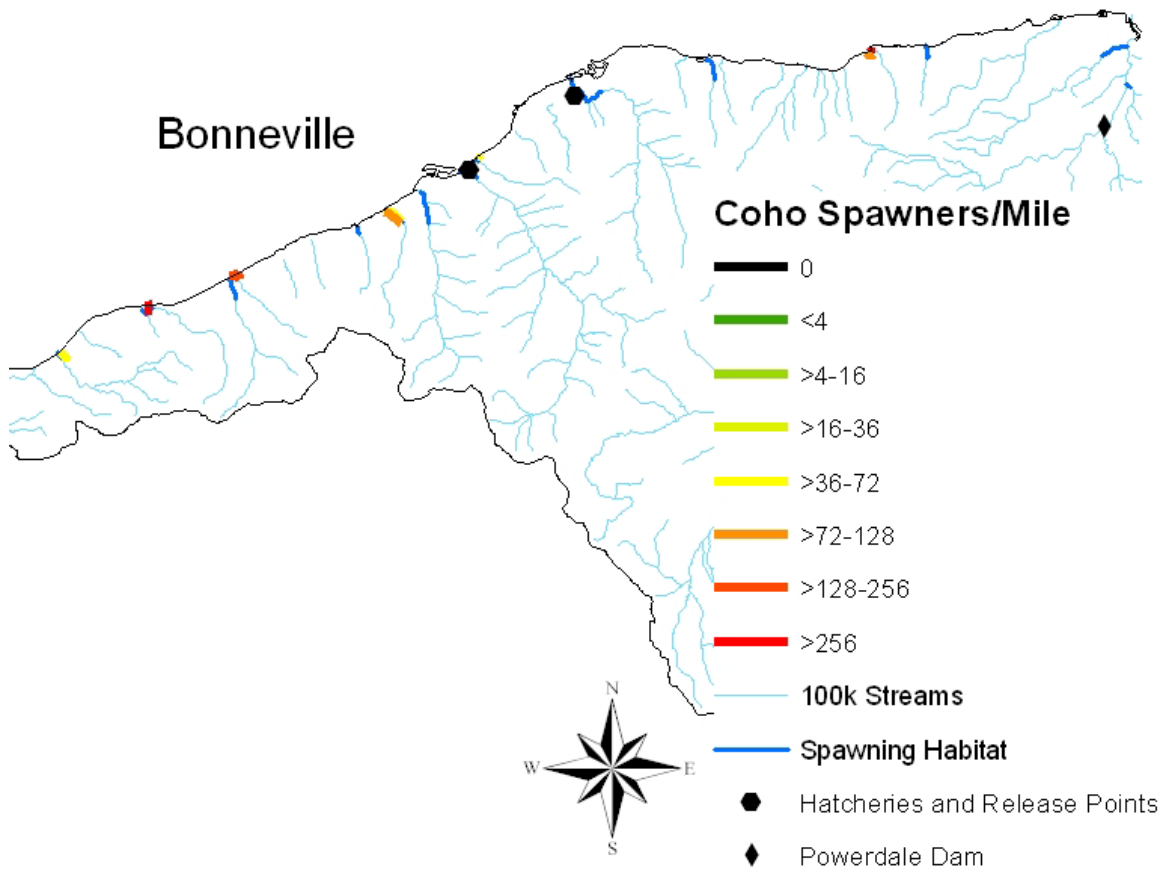 Bonneville
Coho Spawners/Mile
0
<4
>4-16
>16-36
>36-72
>72-128
>128-256
>256
100k Streams
Spawning Habitat
Hatcheries and Release Points
Powerdale Dam
N
W
E
S